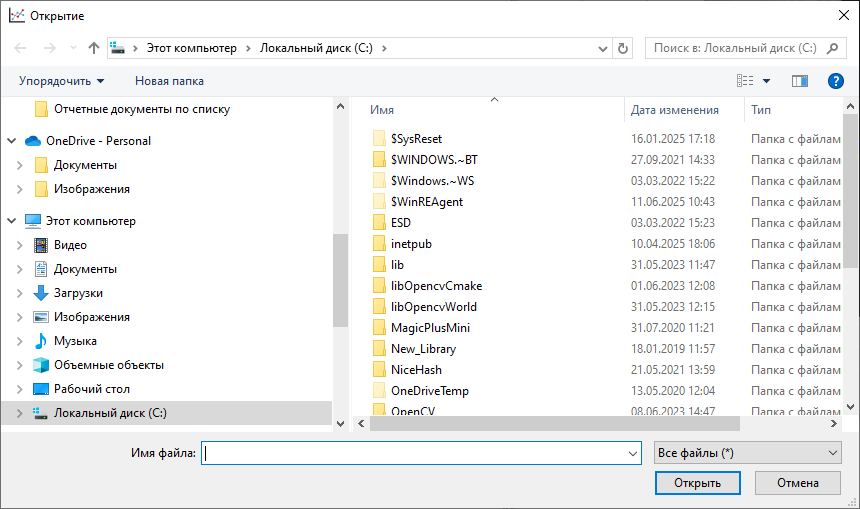 Открытие
Этот компьютер
Локальный диск (C:)
Поиск в: Локальный диск (C:)
Упорядочить
Новая папка
?
Отчетные документы по списку
OneDrive - Personal
Документы
Изображения
Этот компьютер
Видео
Документы
Загрузки
Изображения
Музыка
Объемные объекты
Рабочий стол
Локальный диск (C:)
Имя Дата изменения Тип
$SysReset 16.01.2025 17:18 Папка с файлам
$WINDOWS.~BT 27.09.2021 14:33 Папка с файлам
$Windows.~WS 03.03.2022 15:22 Папка с файлам
$WinREAgent 11.06.2025 10:43 Папка с файлам
ESD 03.03.2022 15:23 Папка с файлам
inetpub 10.04.2025 18:06 Папка с файлам
lib 31.05.2023 11:47 Папка с файлам
libOpencvCmake 01.06.2023 12:08 Папка с файлам
libOpencvWorld 31.05.2023 12:15 Папка с файлам
MagicPlusMini 31.07.2020 11:21 Папка с файлам
New_Library 18.01.2019 11:57 Папка с файлам
NiceHash 21.05.2021 13:59 Папка с файлам
OneDriveTemp 13.05.2020 12:04 Папка с файлам
OpenCV 08.06.2023 14:47 Папка с файлам
Имя файла:
Все файлы (*)
Открыть
Отмена